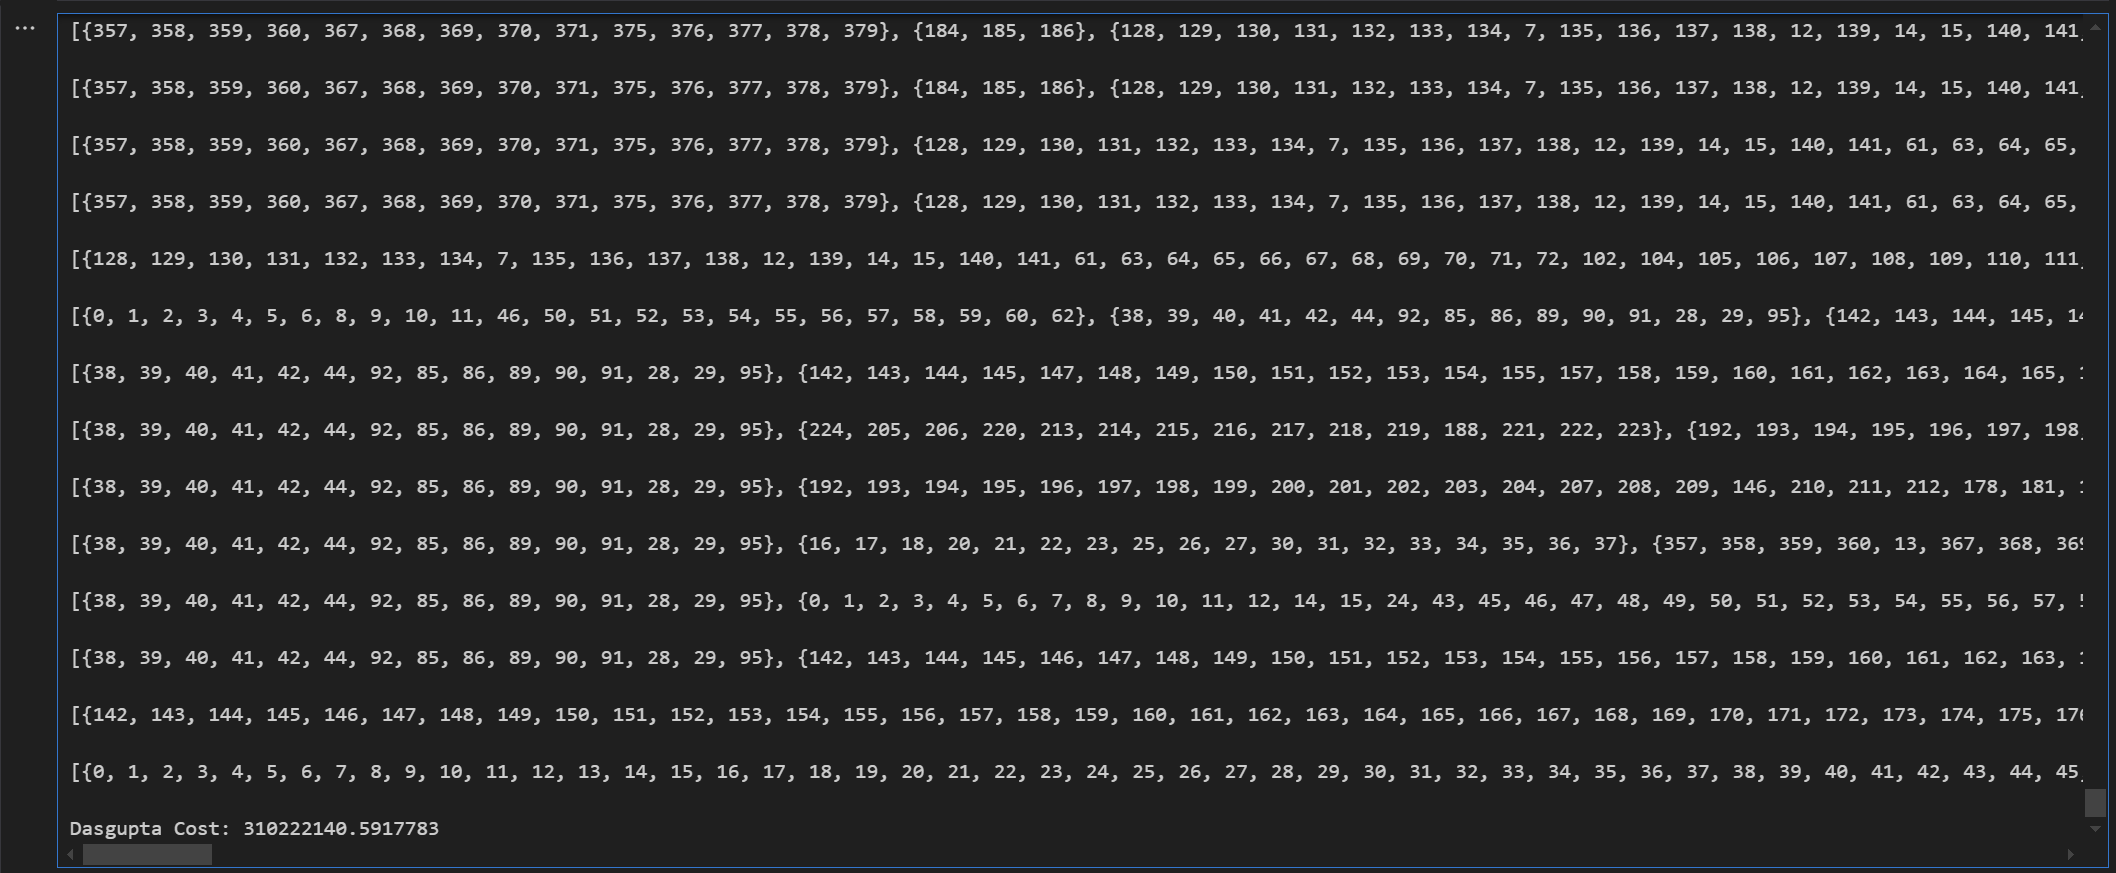 [{357, 358, 359, 360, 367, 368, 369, 370, 371, 375, 376, 377, 378, 379}, {184, 185, 186}, {128, 129, 130, 131, 132, 133, 134, 7, 135, 136, 137, 138, 12, 139, 14, 15, 140, 141,
[{357, 358, 359, 360, 367, 368, 369, 370, 371, 375, 376, 377, 378, 379}, {184, 185, 186}, {128, 129, 130, 131, 132, 133, 134, 7, 135, 136, 137, 138, 12, 139, 14, 15, 140, 141,
[{357, 358, 359, 360, 367, 368, 369, 370, 371, 375, 376, 377, 378, 379}, {128, 129, 130, 131, 132, 133, 134, 7, 135, 136, 137, 138, 12, 139, 14, 15, 140, 141, 61, 63, 64, 65,
[{357, 358, 359, 360, 367, 368, 369, 370, 371, 375, 376, 377, 378, 379}, {128, 129, 130, 131, 132, 133, 134, 7, 135, 136, 137, 138, 12, 139, 14, 15, 140, 141, 61, 63, 64, 65,
[{128, 129, 130, 131, 132, 133, 134, 7, 135, 136, 137, 138, 12, 139, 14, 15, 140, 141, 61, 63, 64, 65, 66, 67, 68, 69, 70, 71, 72, 102, 104, 105, 106, 107, 108, 109, 110, 111,
[{0, 1, 2, 3, 4, 5, 6, 8, 9, 10, 11, 46, 50, 51, 52, 53, 54, 55, 56, 57, 58, 59, 60, 62}, {38, 39, 40, 41, 42, 44, 92, 85, 86, 89, 90, 91, 28, 29, 95}, {142, 143, 144, 145,
[{38, 39, 40, 41, 42, 44, 92, 85, 86, 89, 90, 91, 28, 29, 95}, {142, 143, 144, 145, 147, 148, 149, 150, 151, 152, 153, 154, 155, 157, 158, 159, 160, 161, 162, 163, 164, 165,
[{38, 39, 40, 41, 42, 44, 92, 85, 86, 89, 90, 91, 28, 29, 95}, {224, 205, 206, 220, 213, 214, 215, 216, 217, 218, 219, 188, 221, 222, 223}, {192, 193, 194, 195, 196, 197, 198,
[{38, 39, 40, 41, 42, 44, 92, 85, 86, 89, 90, 91, 28, 29, 95}, {192, 193, 194, 195, 196, 197, 198, 199, 200, 201, 202, 203, 204, 207, 208, 209, 146, 210, 211, 212, 178, 181,
[{38, 39, 40, 41, 42, 44, 92, 85, 86, 89, 90, 91, 28, 29, 95}, {16, 17, 18, 20, 21, 22, 23, 25, 26, 27, 30, 31, 32, 33, 34, 35, 36, 37}, {357, 358, 359, 360, 13, 367, 368, 369
[{38, 39, 40, 41, 42, 44, 92, 85, 86, 89, 90, 91, 28, 29, 95}, {0, 1, 2, 3, 4, 5, 6, 7, 8, 9, 10, 11, 12, 14, 15, 24, 43, 45, 46, 47, 48, 49, 50, 51, 52, 53, 54, 55, 56, 57,
[{38, 39, 40, 41, 42, 44, 92, 85, 86, 89, 90, 91, 28, 29, 95}, {142, 143, 144, 145, 146, 147, 148, 149, 150, 151, 152, 153, 154, 155, 156, 157, 158, 159, 160, 161, 162, 163,
[{142, 143, 144, 145, 146, 147, 148, 149, 150, 151, 152, 153, 154, 155, 156, 157, 158, 159, 160, 161, 162, 163, 164, 165, 166, 167, 168, 169, 170, 171, 172, 173, 174, 175, 176
[{0, 1, 2, 3, 4, 5, 6, 7, 8, 9, 10, 11, 12, 13, 14, 15, 16, 17, 18, 19, 20, 21, 22, 23, 24, 25, 26, 27, 28, 29, 30, 31, 32, 33, 34, 35, 36, 37, 38, 39, 40, 41, 42, 43, 44, 45,
Dasgupta Cost: 310222140.5917783